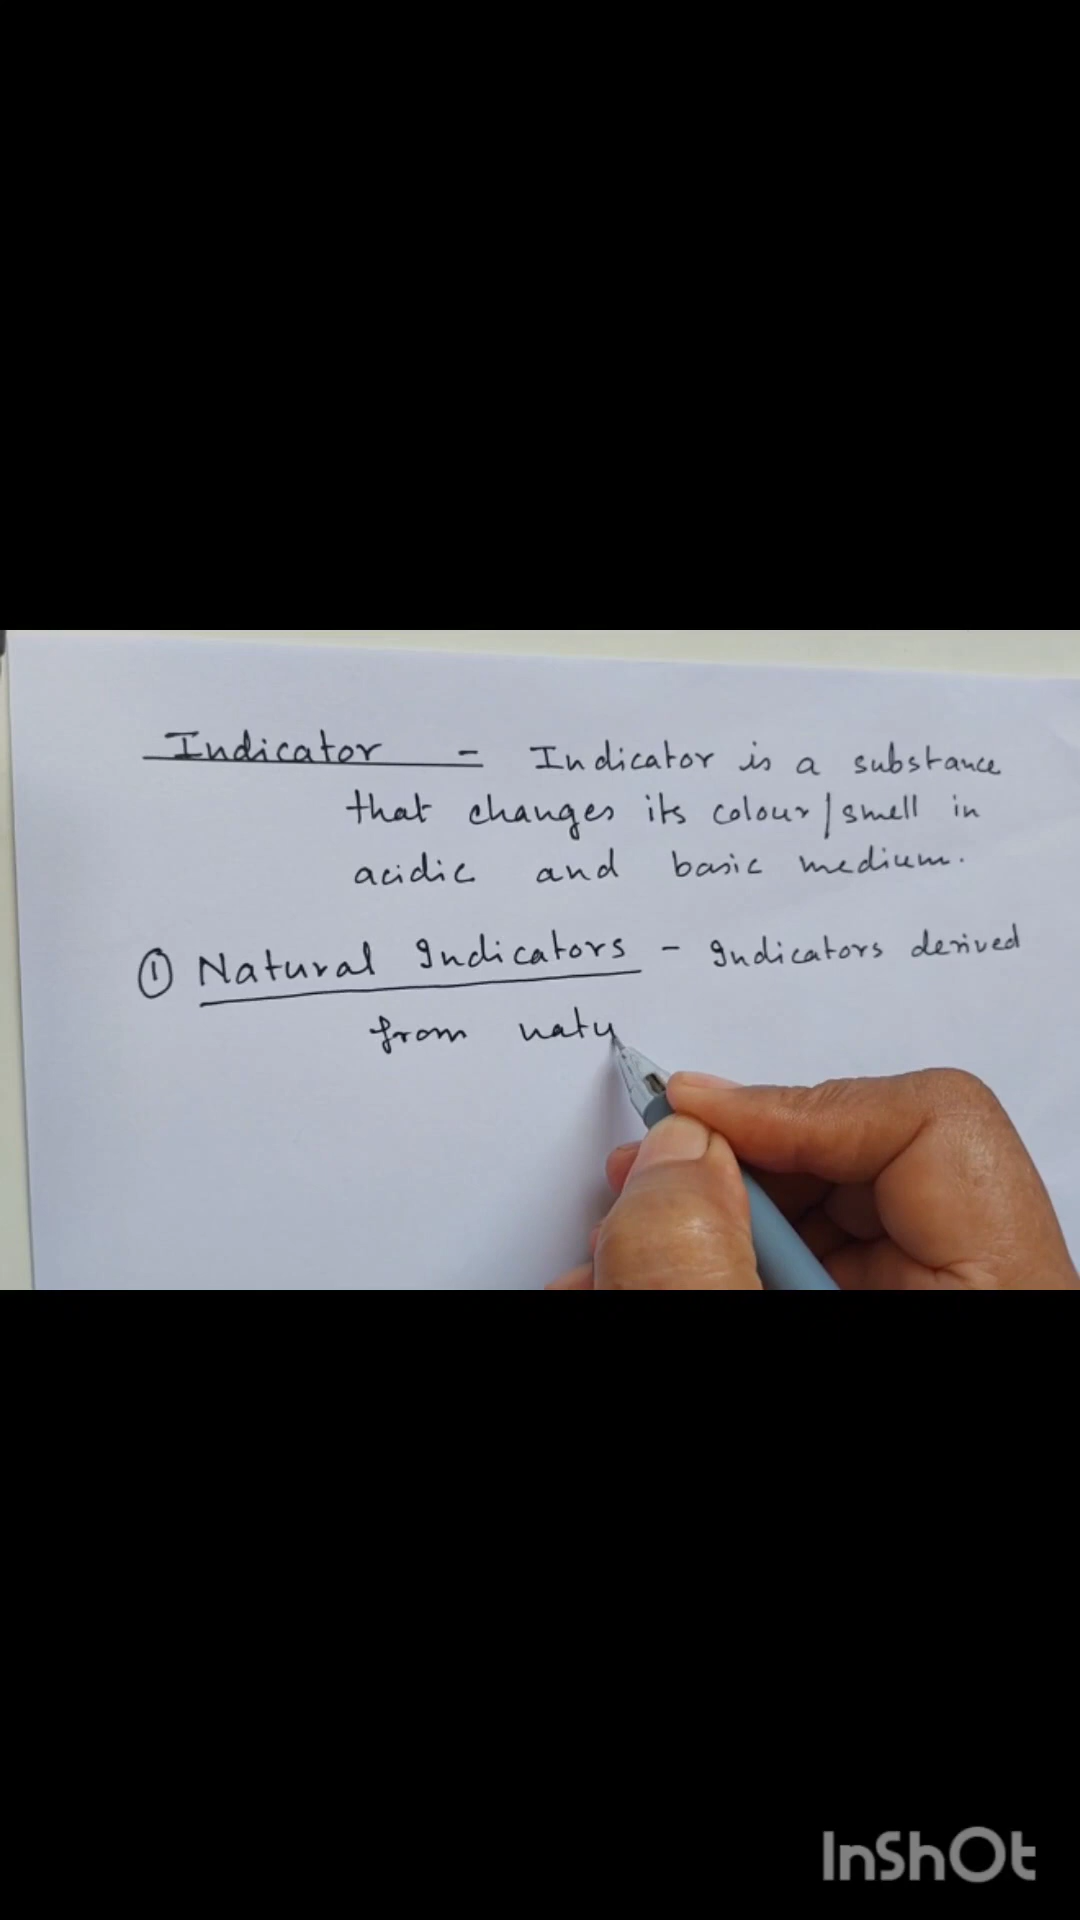 Indicator - Indicator is a substance
that changes its colour/smell in
acidic and basic medium.
① Natural Indicators - Indicators derived
from natu
InShOt